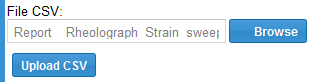 File CSV:
Report Rheolograph Strain sweep Browse
Upload CSV